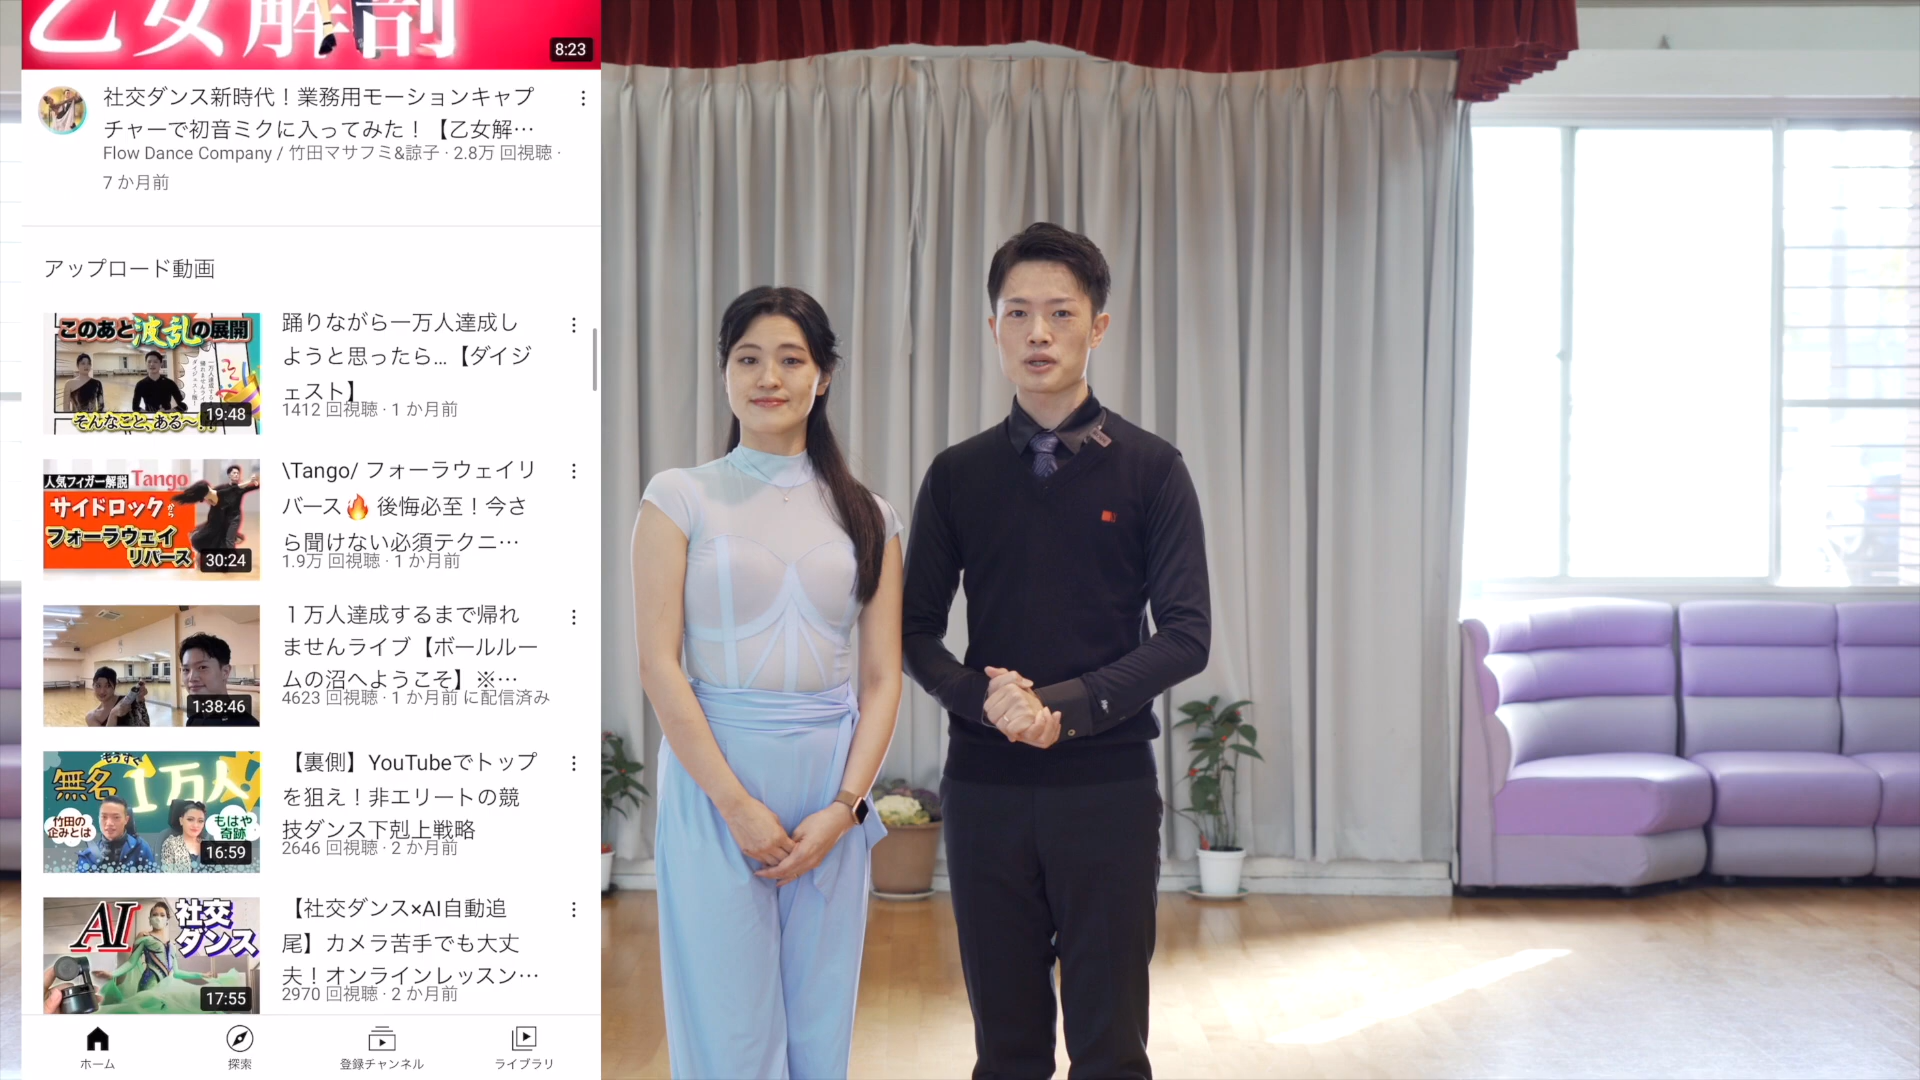 乙女解剖
8:23
社交ダンス新時代！業務用モーションキャプ
チャーで初音ミクに入ってみた！【乙女解…
Flow Dance Company / 竹田マサフミ&諒子 · 2.8万 回視聴 ·
7 か月前
アップロード動画
このあと波乱の展開
そんなこと、ある〜!!
19:48
踊りながら一万人達成し
ようと思ったら...【ダイジ
ェスト】
1412 回視聴 · 1 か月前
人気フィガー解説 Tango
サイドロックから
フォーラウェイ
リバース
30:24
\Tango/ フォーラウェイリ
バース🔥 後悔必至！今さ
ら聞けない必須テクニ…
1.9万 回視聴 · 1 か月前
1:38:46
１万人達成するまで帰れ
ませんライブ【ボールルー
ムの沼へようこそ】※…
4623 回視聴 · 1 か月前 に配信済み
もうすぐ
無名 1万人
竹田の
企みとは
もはや
奇跡
16:59
【裏側】YouTubeでトップ
を狙え！非エリートの競
技ダンス下剋上戦略
2646 回視聴 · 2 か月前
AI 社交
ダンス
17:55
【社交ダンス×AI自動追
尾】カメラ苦手でも大丈
夫！オンラインレッスン…
2970 回視聴 · 2 か月前
ホーム
探索
登録チャンネル
ライブラリ